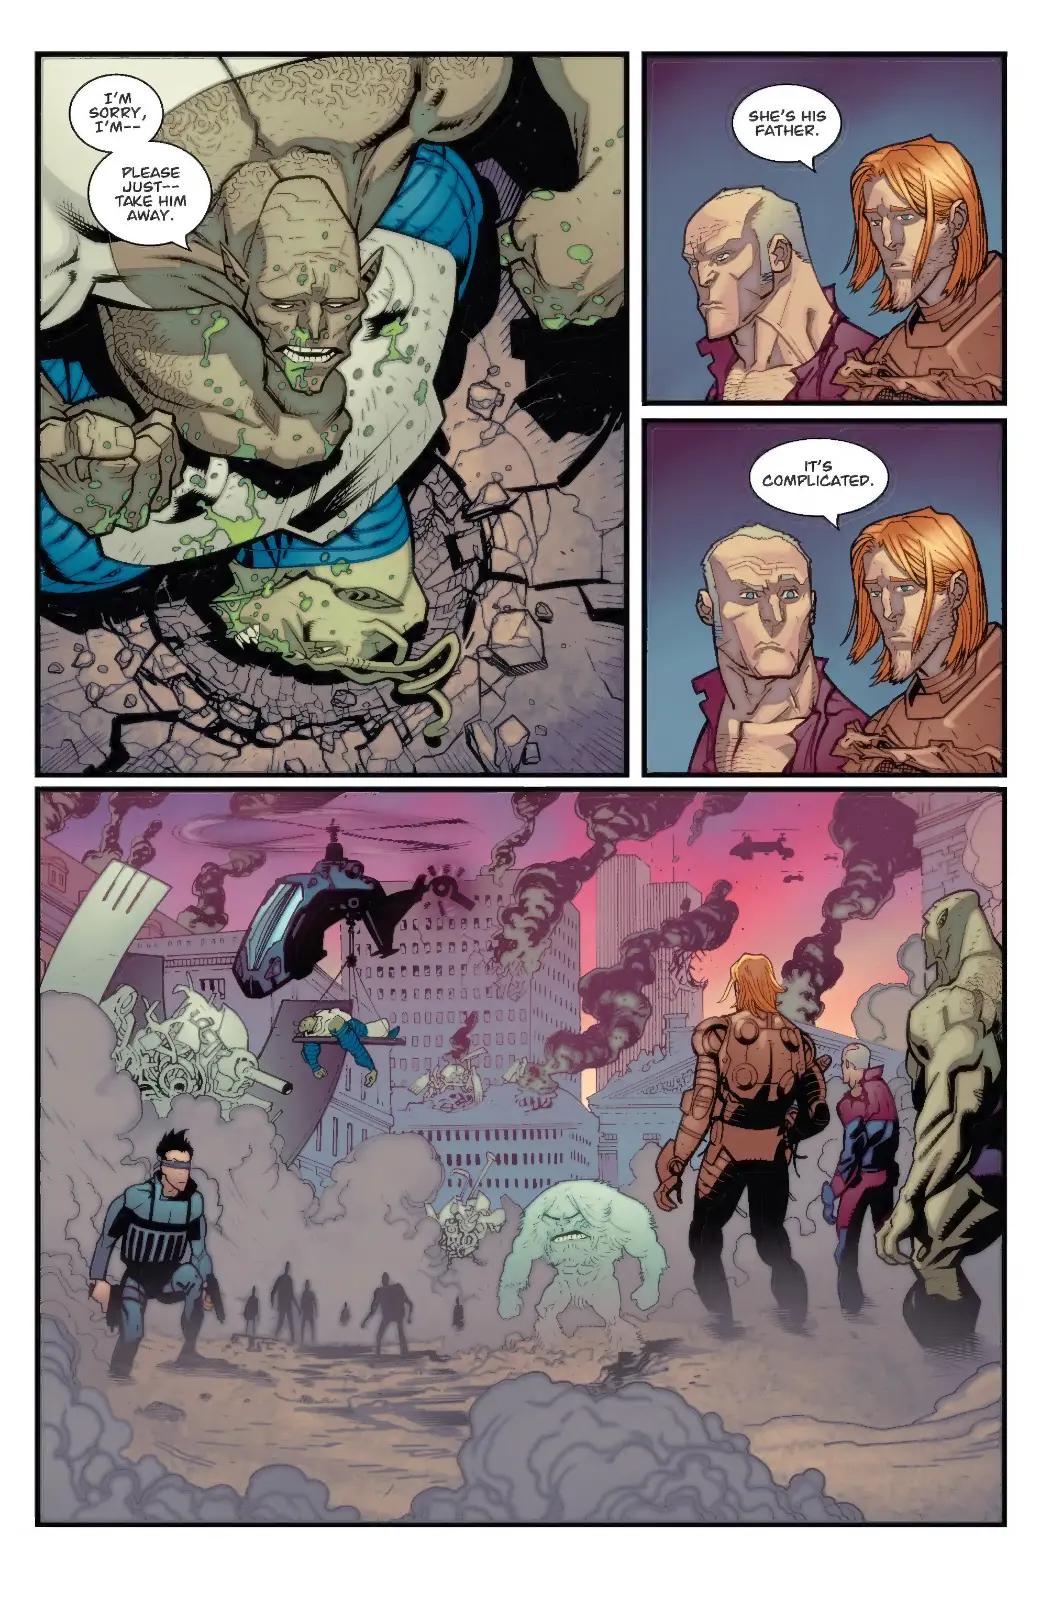 I'M
SORRY,
I'M--
PLEASE
JUST--
TAKE HIM
AWAY.
SHE'S HIS
FATHER.
IT'S
COMPLICATED.